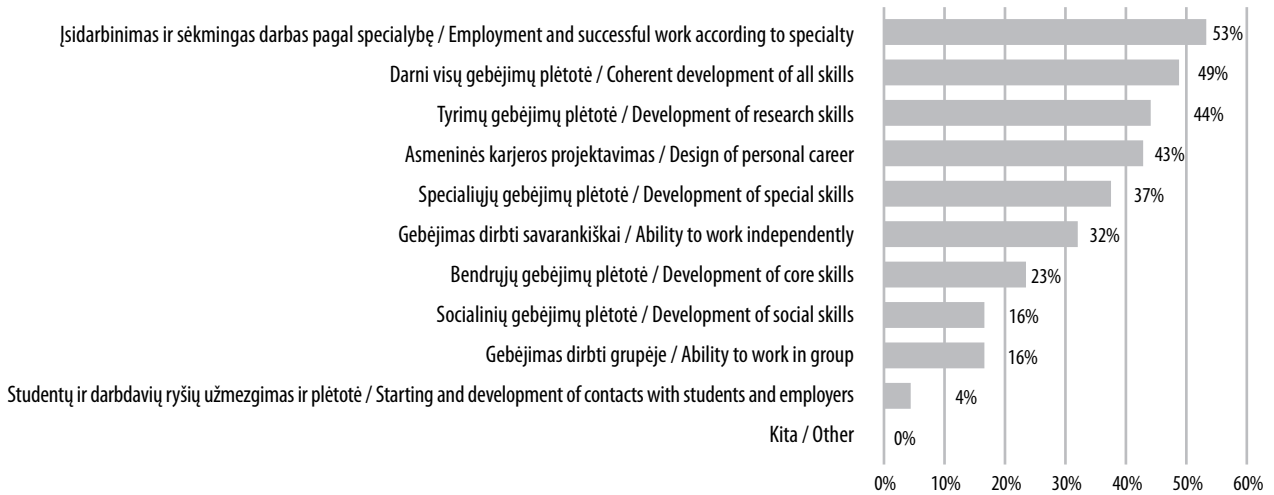 Įsidarbinimas ir sėkmingas darbas pagal specialybę / Employment and successful work according to specialty 53%
Darni visų gebėjimų plėtotė / Coherent development of all skills 49%
Tyrimų gebėjimų plėtotė / Development of research skills 44%
Asmeninės karjeros projektavimas / Design of personal career 43%
Specialiųjų gebėjimų plėtotė / Development of special skills 37%
Gebėjimas dirbti savarankiškai / Ability to work independently 32%
Bendrųjų gebėjimų plėtotė / Development of core skills 23%
Socialinių gebėjimų plėtotė / Development of social skills 16%
Gebėjimas dirbti grupėje / Ability to work in group 16%
Studentų ir darbdavių ryšių užmezgimas ir plėtotė / Starting and development of contacts with students and employers 4%
Kita / Other 0%
0% 10% 20% 30% 40% 50% 60%